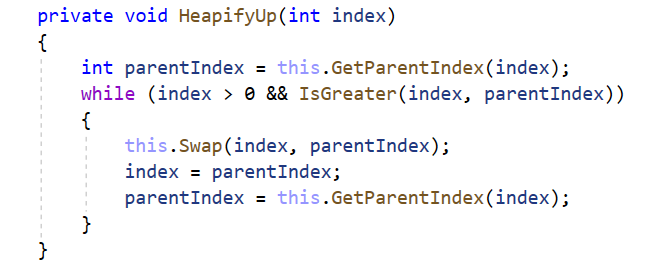 private void HeapifyUp(int index)
{
    int parentIndex = this.GetParentIndex(index);
    while (index > 0 && IsGreater(index, parentIndex))
    {
        this.Swap(index, parentIndex);
        index = parentIndex;
        parentIndex = this.GetParentIndex(index);
    }
}